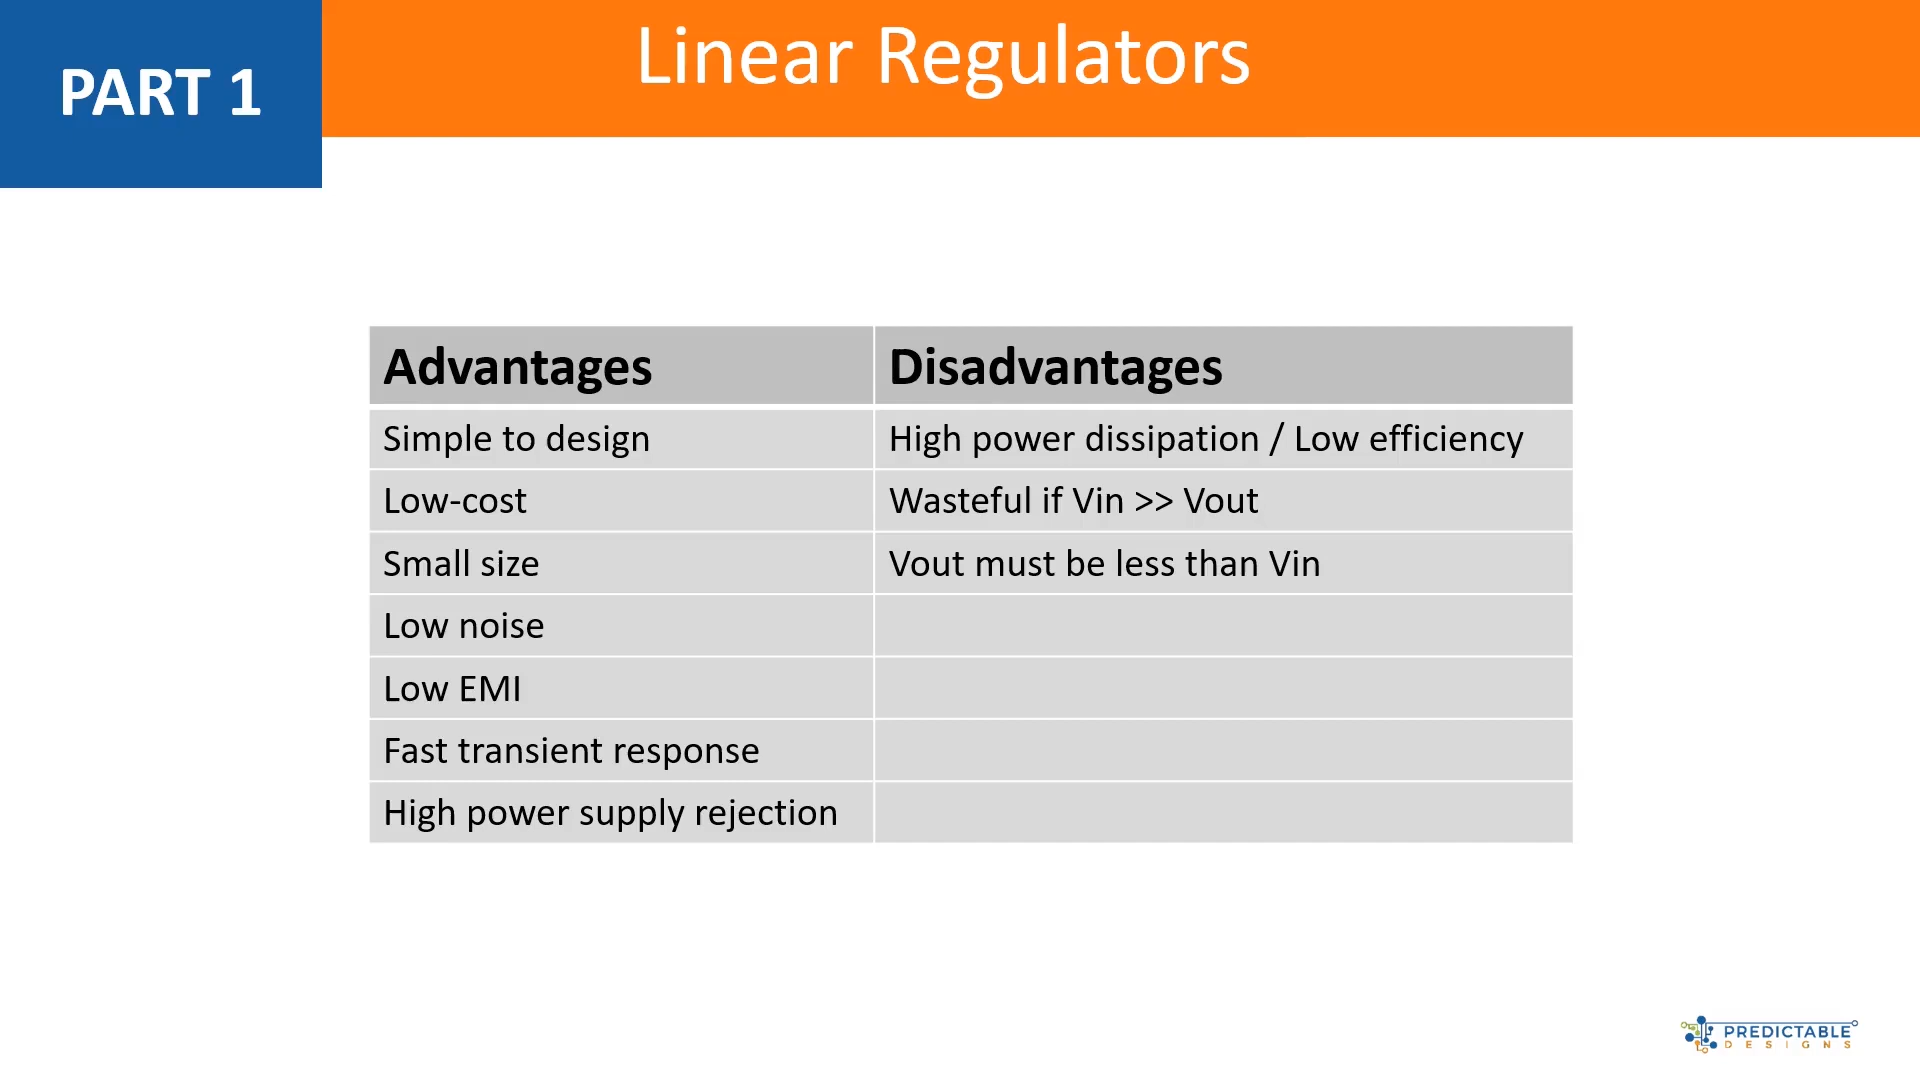 PART 1
Linear Regulators
Advantages
Disadvantages
Simple to design
High power dissipation / Low efficiency
Low-cost
Wasteful if Vin >> Vout
Small size
Vout must be less than Vin
Low noise
Low EMI
Fast transient response
High power supply rejection
PREDICTABLE
DESIGNS